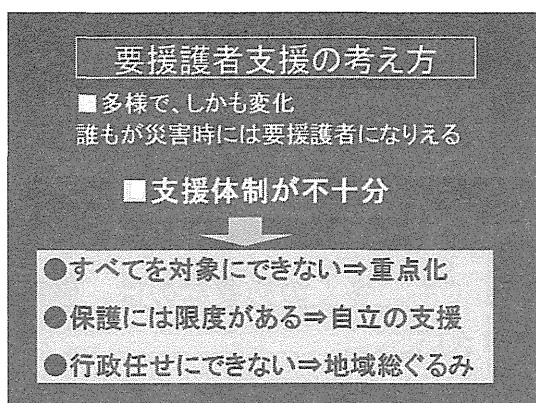 要援護者支援の考え方
■多様で、しかも変化
誰もが災害時には要援護者になりえる
■支援体制が不十分
●すべてを対象にできない⇒重点化
●保護には限度がある⇒自立の支援
●行政任せにできない⇒地域総ぐるみ